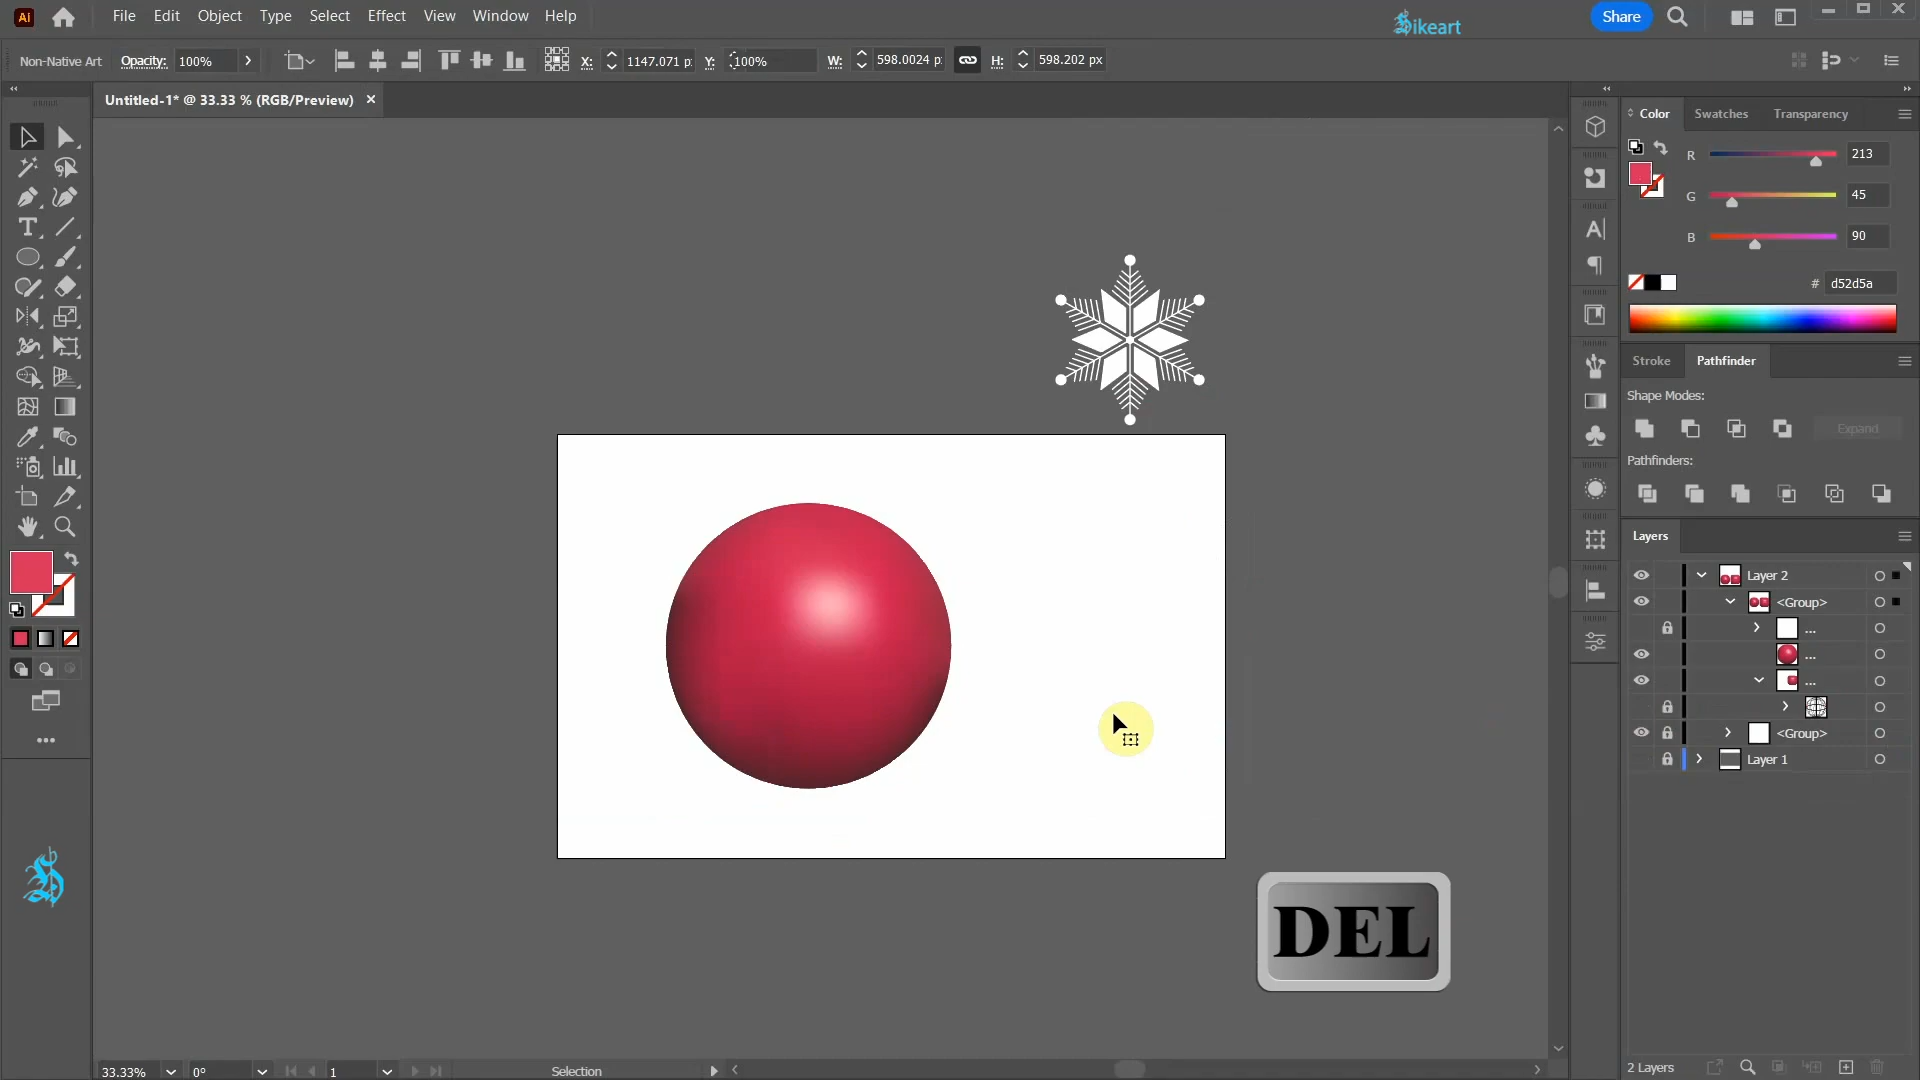 Ai
File Edit Object Type Select Effect View Window Help
Sikeart
Share
Non-Native Art Opacity: 100% X: 1147.071 p: Y: 100% W: 598.0024 p H: 598.202 px
Untitled-1* @ 33.33 % (RGB/Preview)
Color Swatches Transparency
R 213
G 45
B 90
# d52d5a
Stroke Pathfinder
Shape Modes:
Expand
Pathfinders:
Layers
Layer 2
<Group>
...
...
...
<Group>
Layer 1
DEL
33.33% 0° 1 Selection
2 Layers